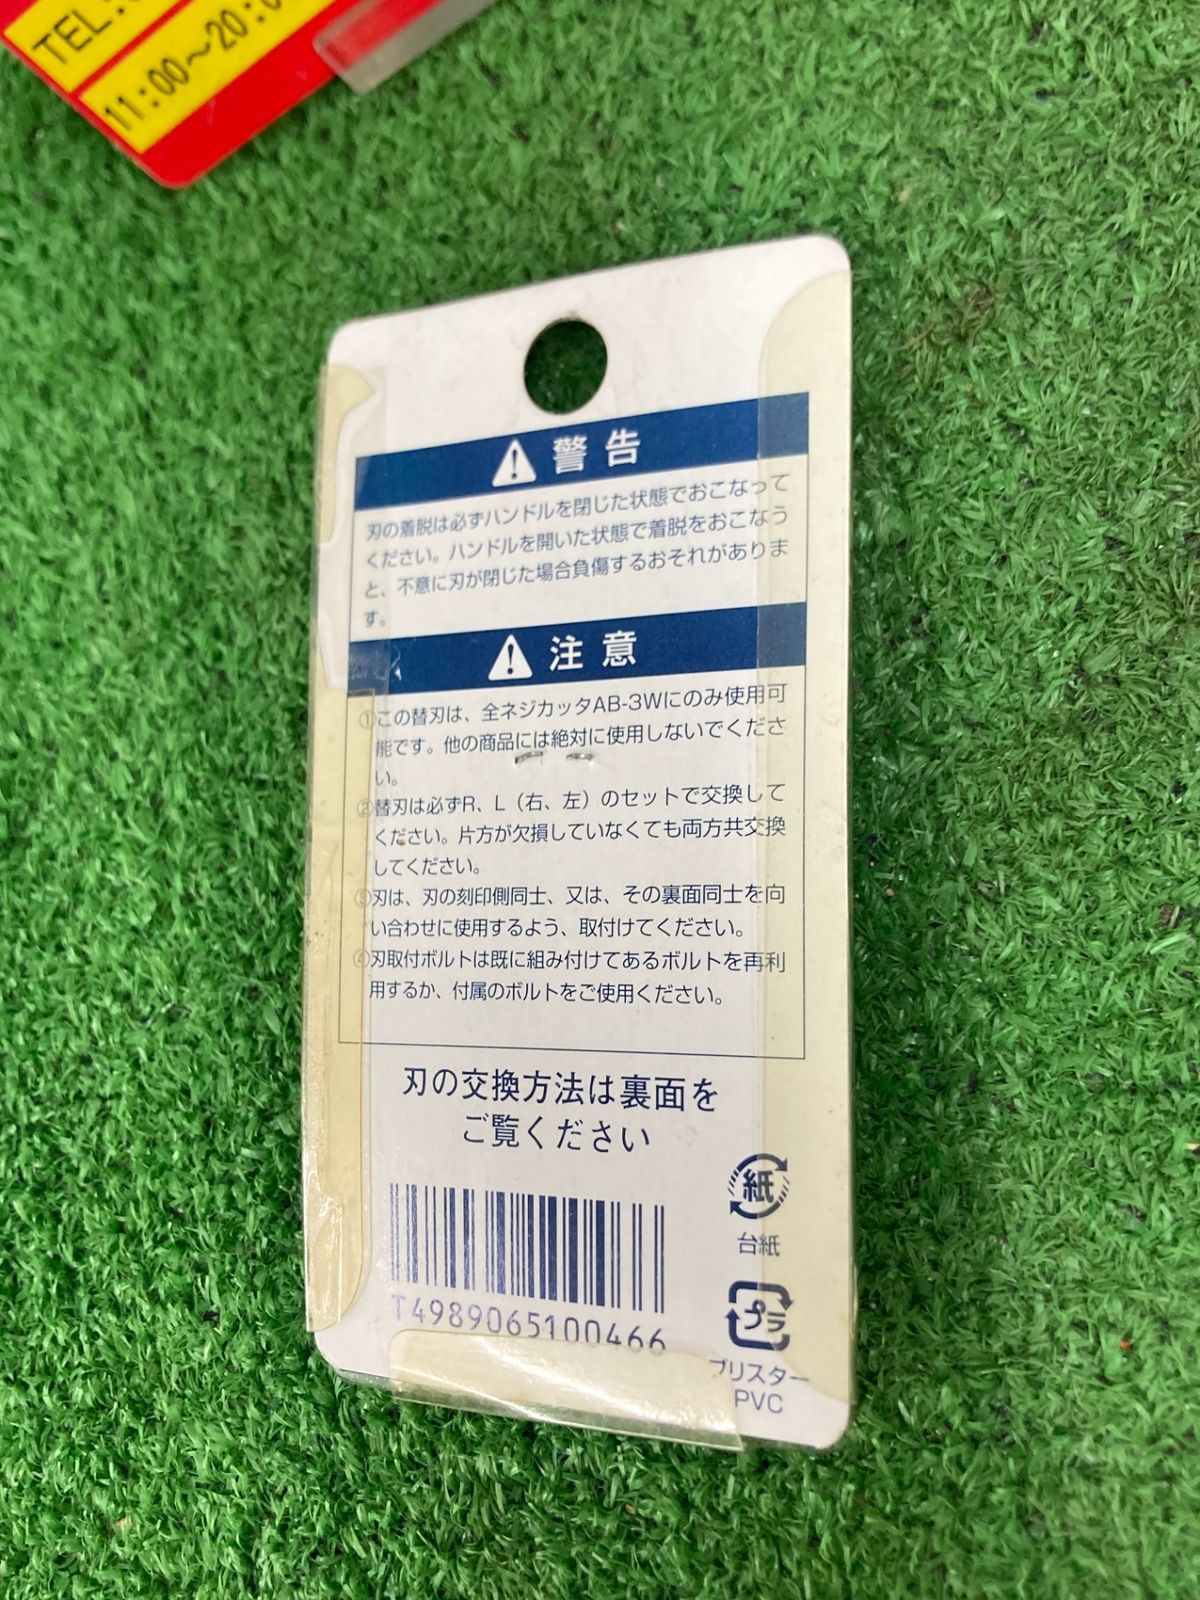 TEL:
11:00～20:0
警告
刃の着脱は必ずハンドルを閉じた状態でおこなって
ください。ハンドルを開いた状態で着脱をおこなう
と、不意に刃が閉じた場合負傷するおそれがありま
す。
注意
①この替刃は、全ネジカッタAB-3Wにのみ使用可
能です。他の商品には絶対に使用しないでくださ
い。
②替刃は必ずR、L（右、左）のセットで交換して
ください。片方が欠損していなくても両方共交換
してください。
③刃は、刃の刻印側同士、又は、その裏面同士を向
い合わせに使用するよう、取付けてください。
④刃取付ボルトは既に組み付けてあるボルトを再利
用するか、付属のボルトをご使用ください。
刃の交換方法は裏面を
ご覧ください
紙
台紙
T4989065100466
プラ
ブリスター
PVC